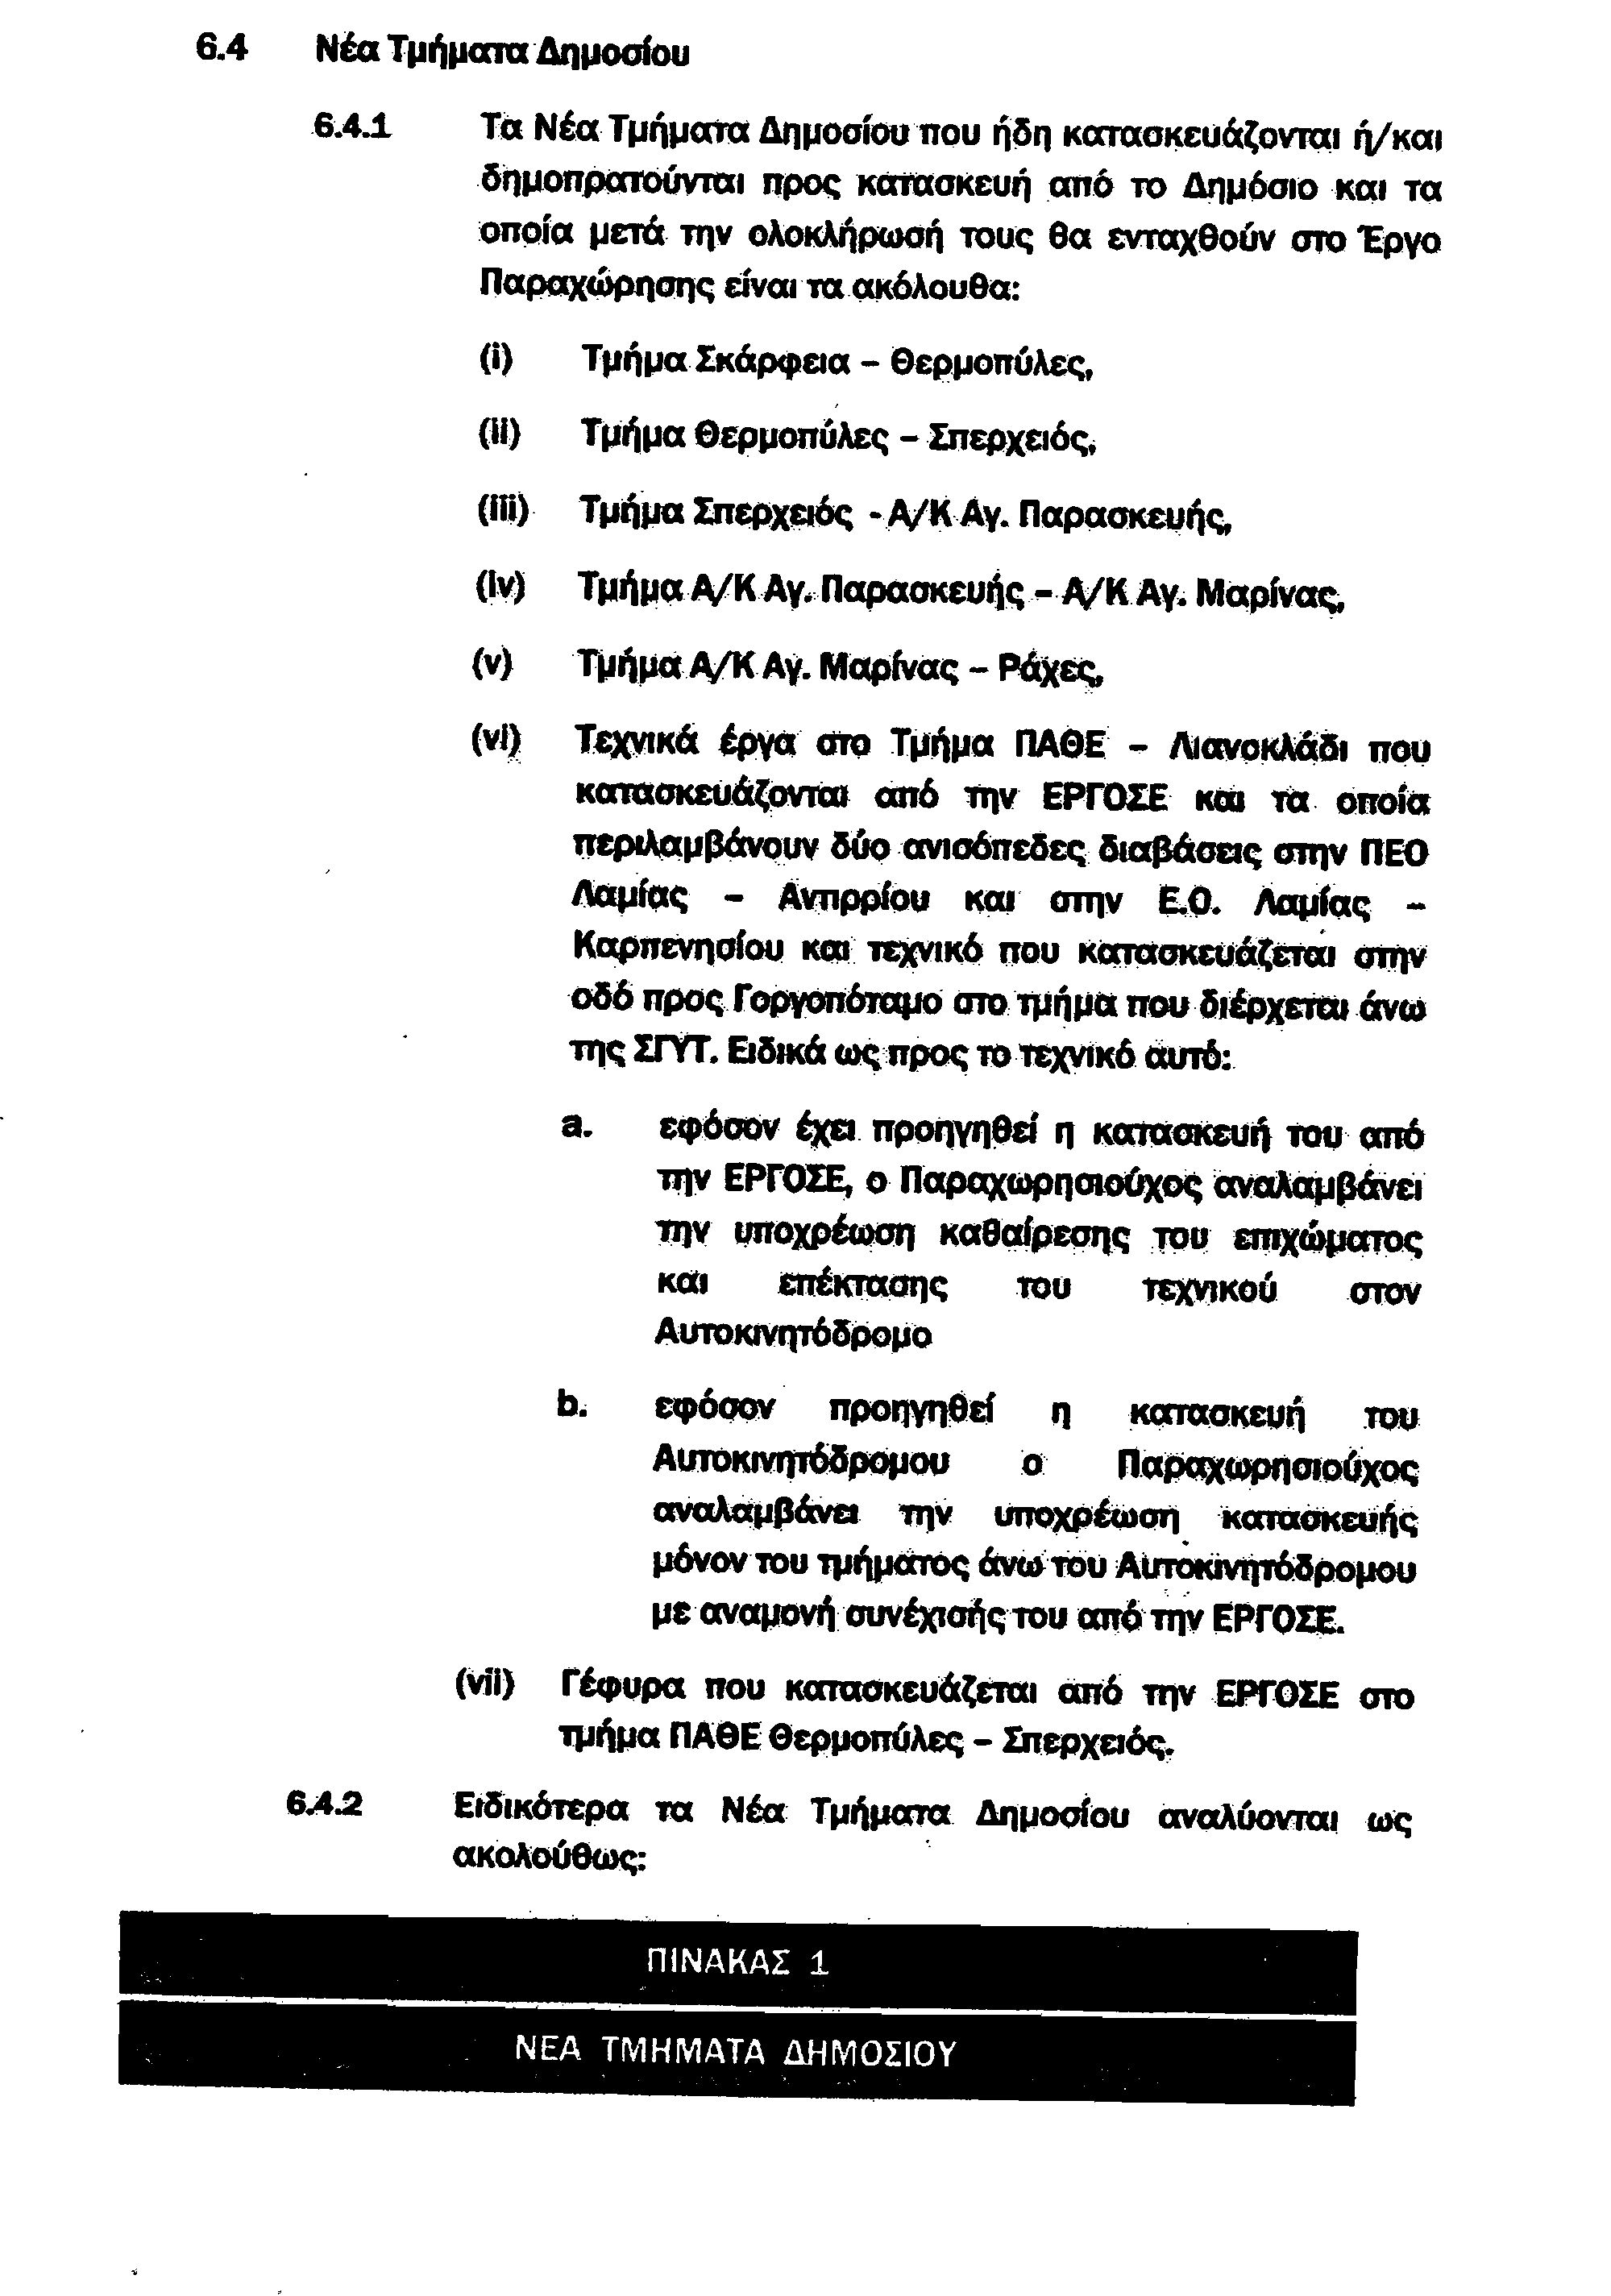 6.4 Νέα Τμήματα Δημοσίου
6.4.1 Τα Νέα Τμήματα Δημοσίου που ήδη κατασκευάζονται ή/και
δημοπρατούνται προς κατασκευή από το Δημόσιο και τα
οποία μετά την ολοκλήρωσή τους θα ενταχθούν στο Έργο
Παραχώρησης είναι τα ακόλουθα:
(i) Τμήμα Σκάρφεια – Θερμοπύλες,
(ii) Τμήμα Θερμοπύλες – Σπερχειός,
(iii) Τμήμα Σπερχειός - Α/Κ Αγ. Παρασκευής,
(iv) Τμήμα Α/Κ Αγ. Παρασκευής – Α/Κ Αγ. Μαρίνας,
(v) Τμήμα Α/Κ Αγ. Μαρίνας – Ράχες,
(vi) Τεχνικά έργα στο Τμήμα ΠΑΘΕ – Λιανοκλάδι που
κατασκευάζονται από την ΕΡΓΟΣΕ και τα οποία
περιλαμβάνουν δύο ανισόπεδες διαβάσεις στην ΠΕΟ
Λαμίας – Αντιρρίου και στην Ε.Ο. Λαμίας –
Καρπενησίου και τεχνικό που κατασκευάζεται στην
οδό προς Γοργοπόταμο στο τμήμα που διέρχεται άνω
της ΣΓΥΤ. Ειδικά ως προς το τεχνικό αυτό:
a. εφόσον έχει προηγηθεί η κατασκευή του από
την ΕΡΓΟΣΕ, ο Παραχωρησιούχος αναλαμβάνει
την υποχρέωση καθαίρεσης του επιχώματος
και επέκτασης του τεχνικού στον
Αυτοκινητόδρομο
b. εφόσον προηγηθεί η κατασκευή του
Αυτοκινητόδρομου ο Παραχωρησιούχος
αναλαμβάνει την υποχρέωση κατασκευής
μόνον του τμήματος άνω του Αυτοκινητόδρομου
με αναμονή συνέχισής του από την ΕΡΓΟΣΕ.
(vii) Γέφυρα που κατασκευάζεται από την ΕΡΓΟΣΕ στο
τμήμα ΠΑΘΕ Θερμοπύλες – Σπερχειός.
6.4.2 Ειδικότερα τα Νέα Τμήματα Δημοσίου αναλύονται ως
ακολούθως:
ΠΙΝΑΚΑΣ 1
ΝΕΑ ΤΜΗΜΑΤΑ ΔΗΜΟΣΙΟΥ